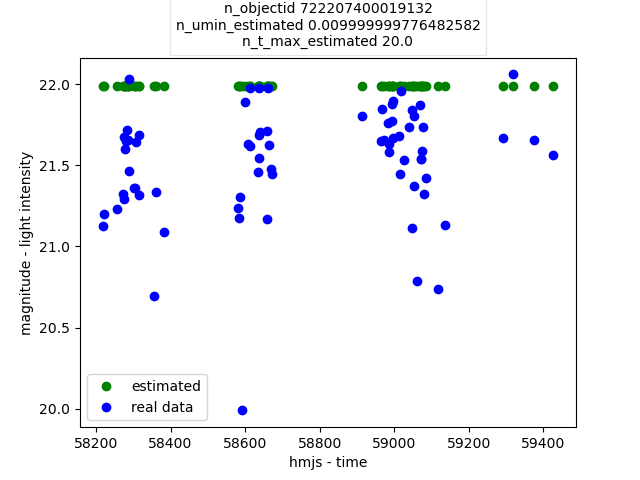 n_objectid 722207400019132
n_umin_estimated 0.009999999776482582
n_t_max_estimated 20.0
magnitude - light intensity
22.0
21.5
21.0
20.5
20.0
estimated
real data
58200 58400 58600 58800 59000 59200 59400
hmjs - time